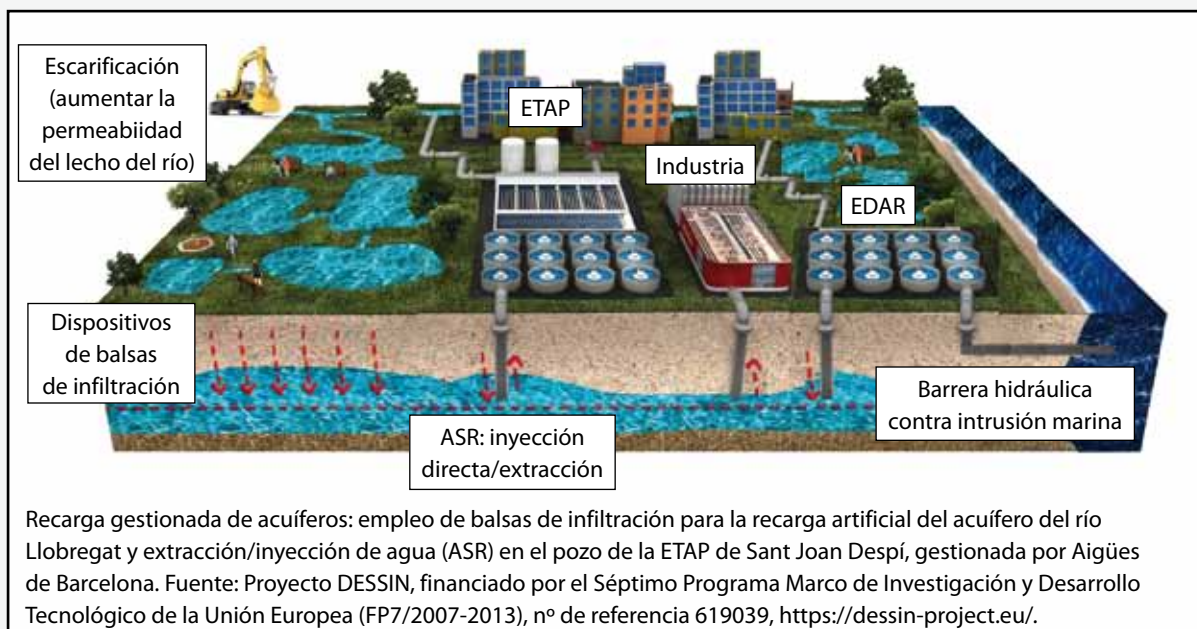 Escarificación
(aumentar la
permeabiidad
del lecho del río)
ETAP
Industria
EDAR
Dispositivos
de balsas
de infiltración
Barrera hidráulica
contra intrusión marina
ASR: inyección
directa/extracción
Recarga gestionada de acuíferos: empleo de balsas de infiltración para la recarga artificial del acuífero del río
Llobregat y extracción/inyección de agua (ASR) en el pozo de la ETAP de Sant Joan Despí, gestionada por Aigües
de Barcelona. Fuente: Proyecto DESSIN, financiado por el Séptimo Programa Marco de Investigación y Desarrollo
Tecnológico de la Unión Europea (FP7/2007-2013), nº de referencia 619039, https://dessin-project.eu/.